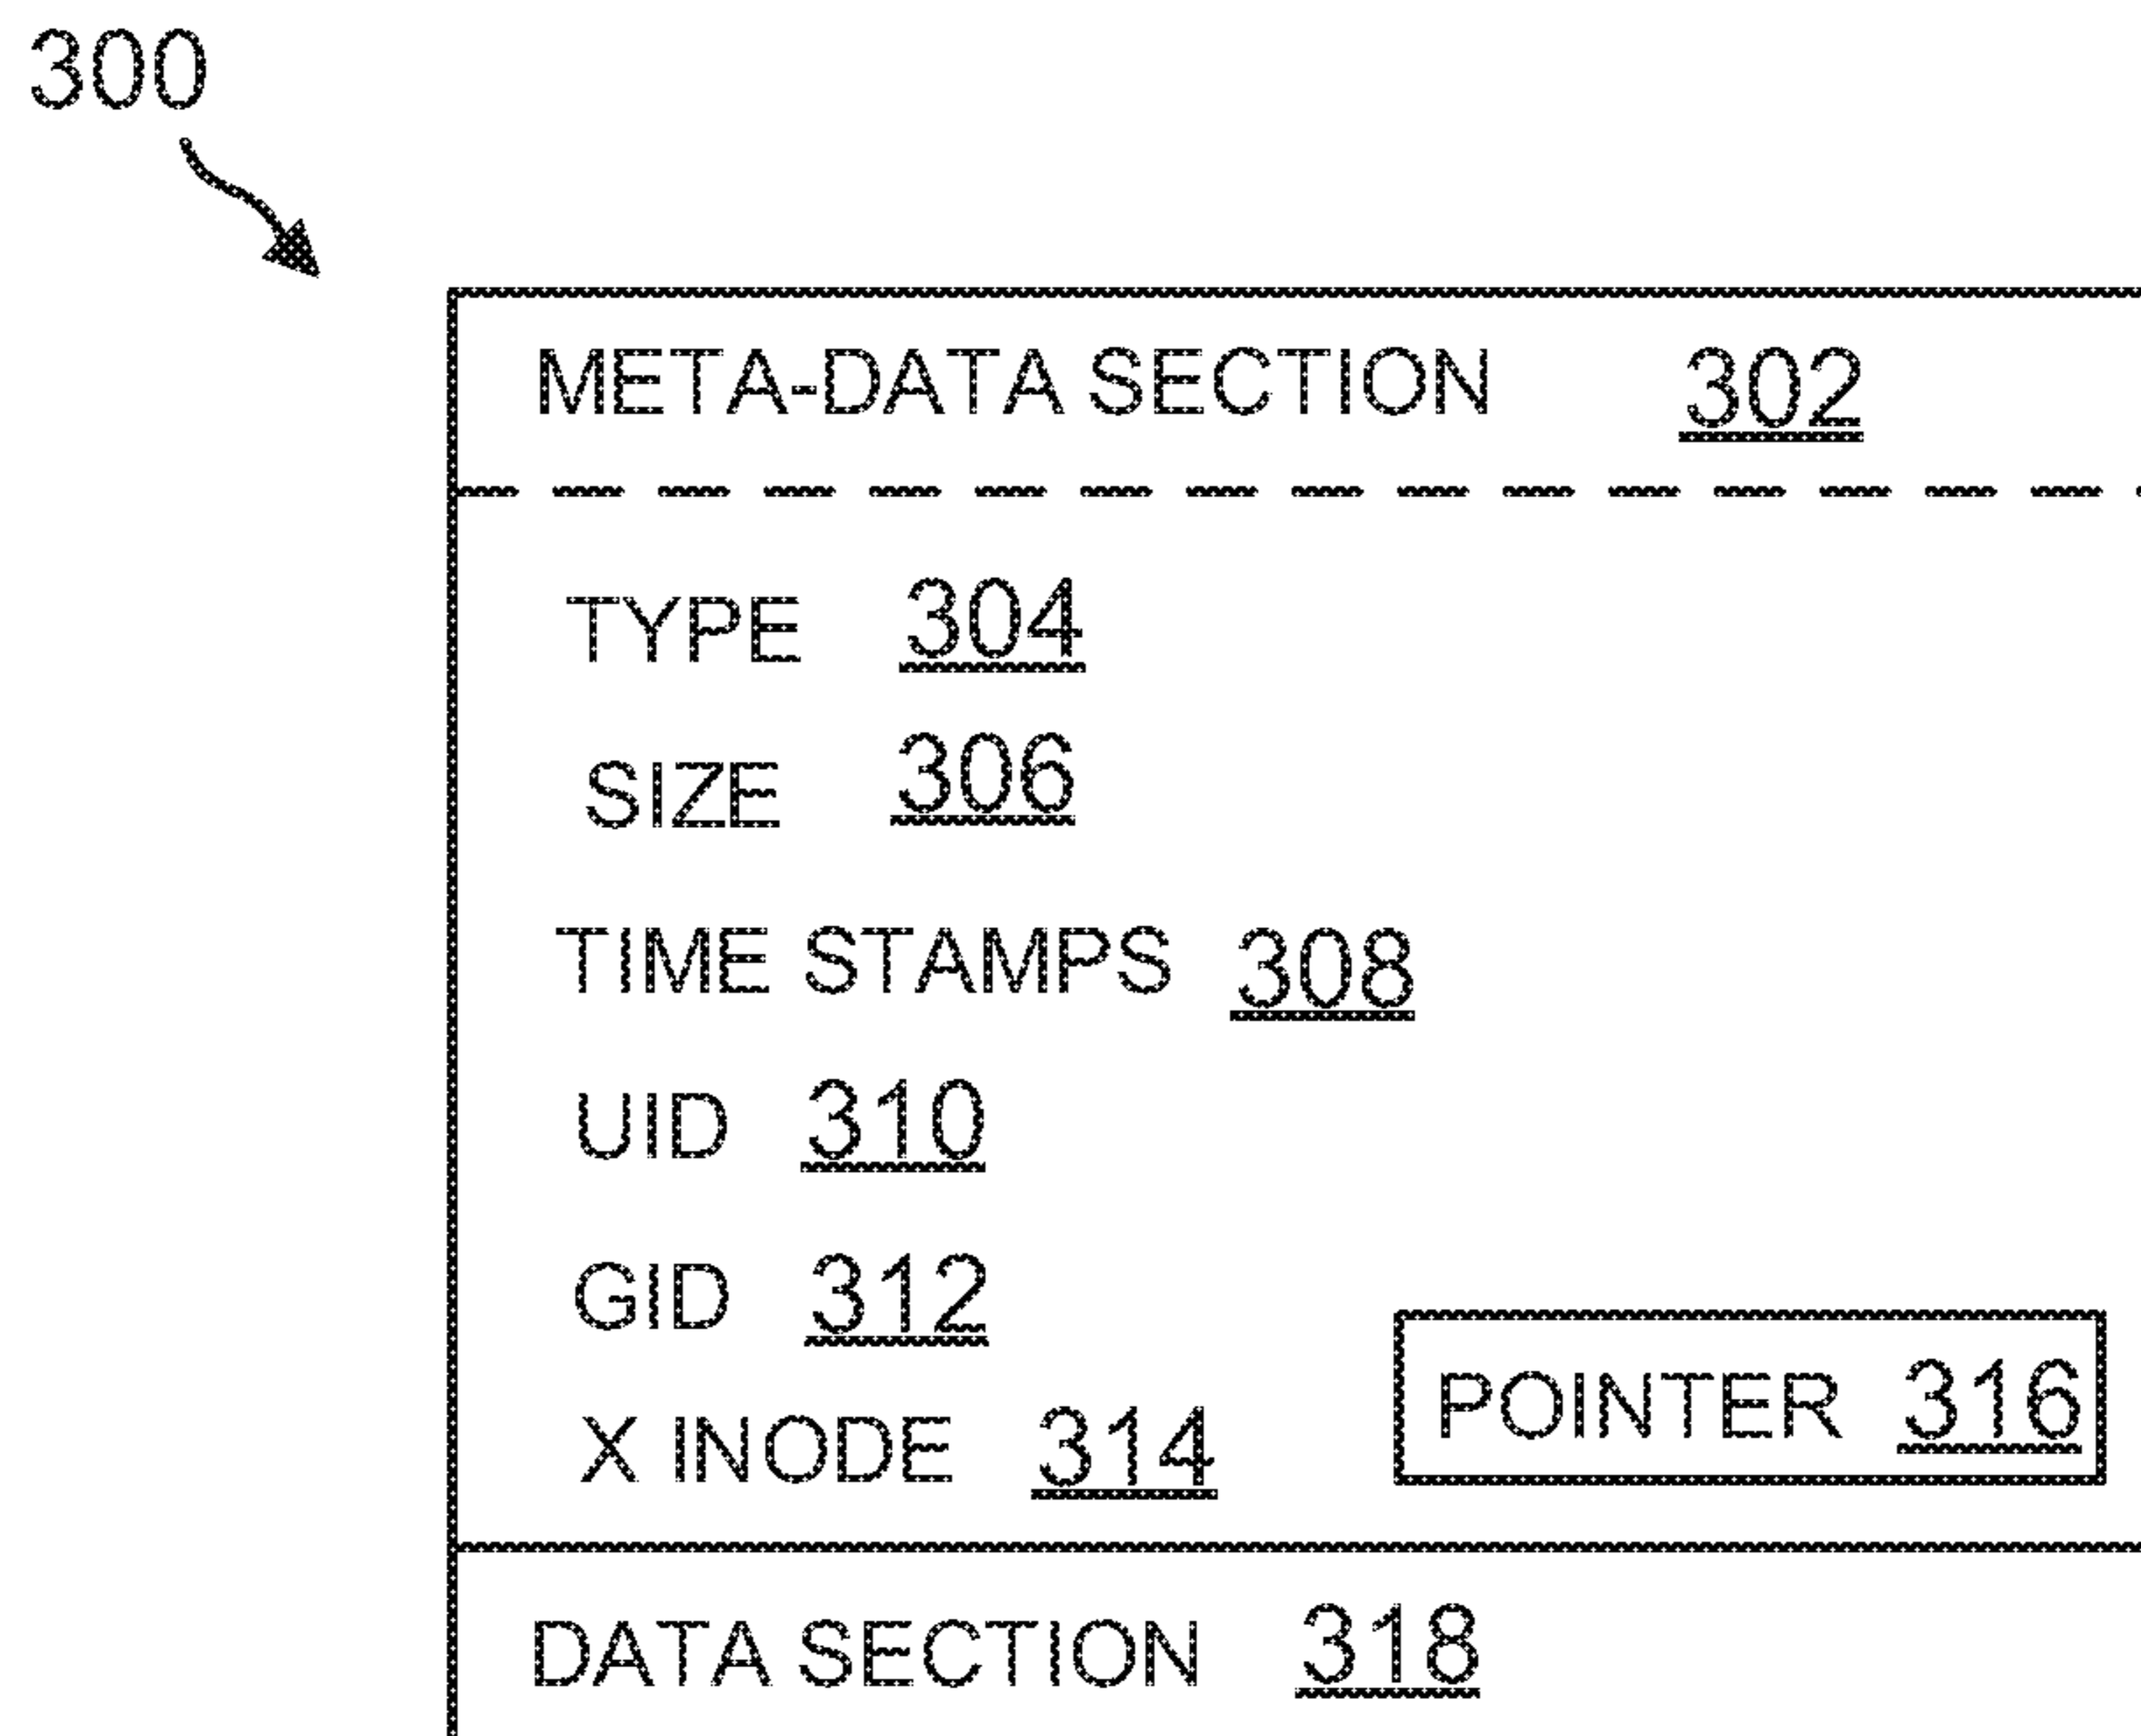 300
META-DATA SECTION 302
TYPE 304
SIZE 306
TIME STAMPS 308
UID 310
GID 312
X INODE 314 POINTER 316
DATA SECTION 318